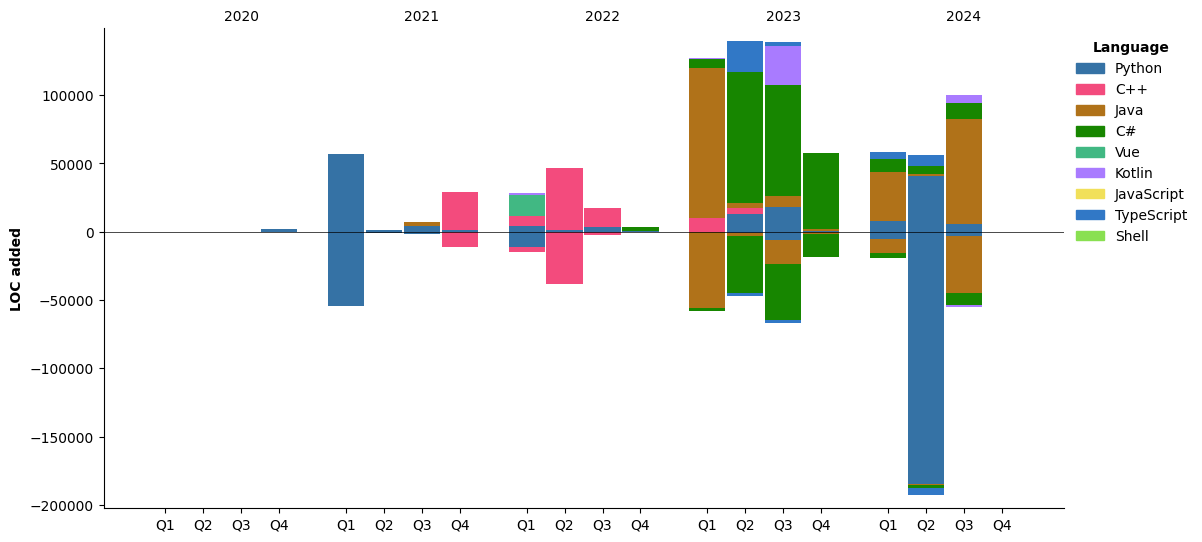 2020 2021 2022 2023 2024
Language
Python
C++
Java
C#
Vue
Kotlin
JavaScript
TypeScript
Shell
LOC added
100000
50000
0
−50000
−100000
−150000
−200000
Q1 Q2 Q3 Q4 Q1 Q2 Q3 Q4 Q1 Q2 Q3 Q4 Q1 Q2 Q3 Q4 Q1 Q2 Q3 Q4